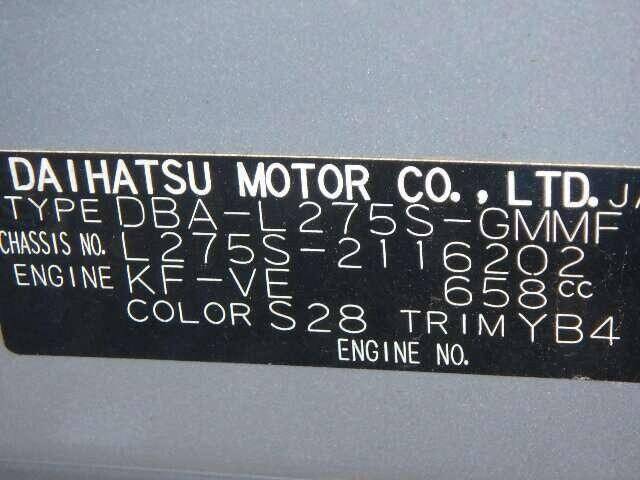 DAIHATSU MOTOR CO., LTD. JA
TYPE DBA-L275S-GMMF
CHASSIS NO. L275S-2116202
ENGINE KF-VE 658cc
COLOR S28 TRIM YB4
ENGINE NO.